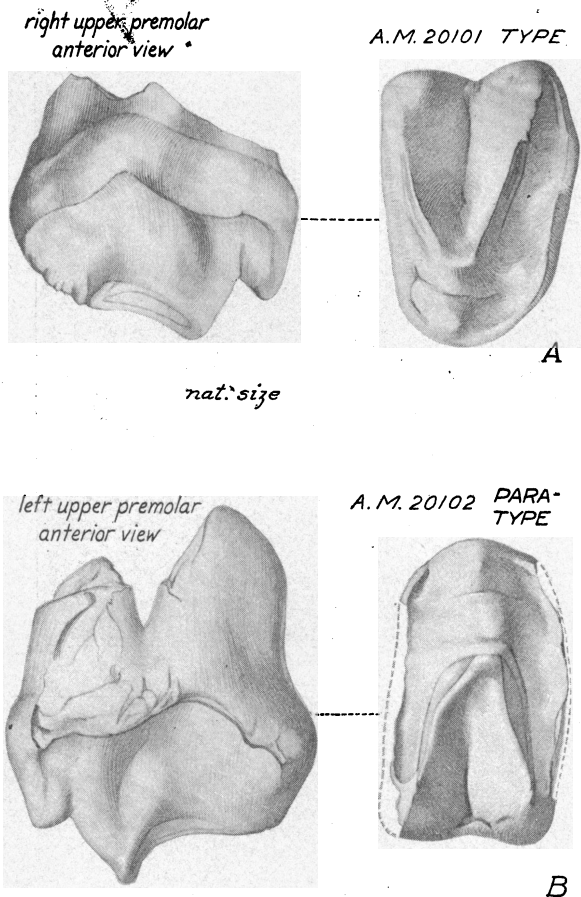 right upper premolar
anterior view
A.M. 20101 TYPE
A
nat. size
left upper premolar
anterior view
A.M. 20102 PARA-
TYPE
B